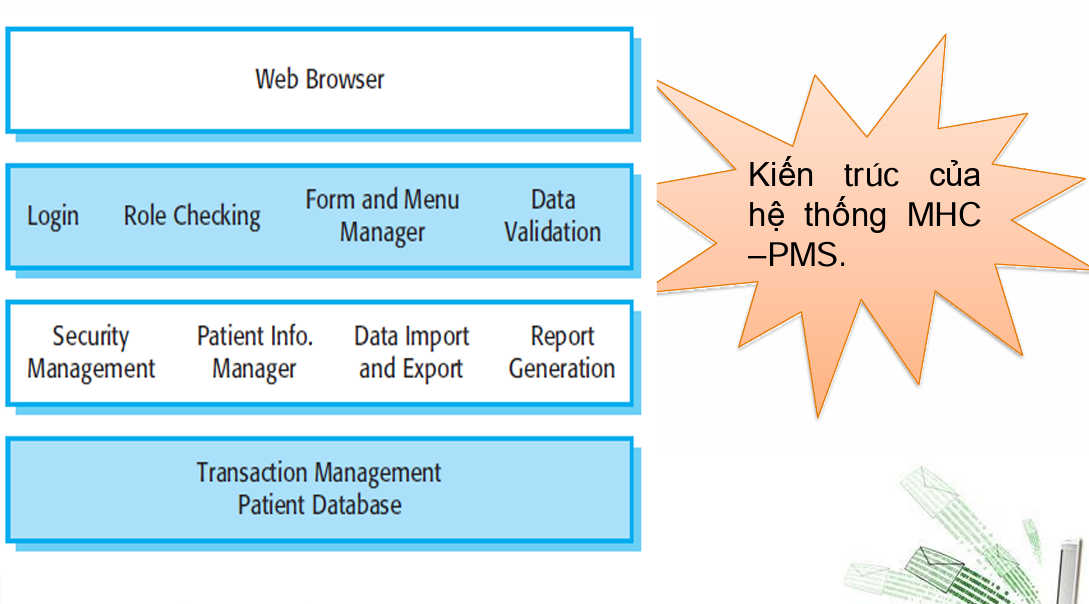 Web Browser
Login
Role Checking
Form and Menu
Manager
Data
Validation
Security
Management
Patient Info.
Manager
Data Import
and Export
Report
Generation
Transaction Management
Patient Database
Kiến trúc của
hệ thống MHC
–PMS.